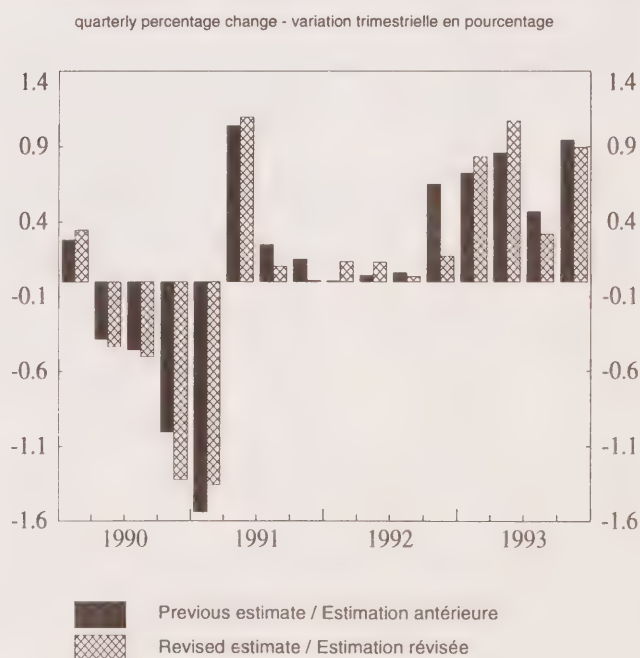 quarterly percentage change - variation trimestrielle en pourcentage
1.4 1.4
0.9 0.9
0.4 0.4
-0.1 -0.1
-0.6 -0.6
-1.1 -1.1
-1.6 -1.6
1990 1991 1992 1993
Previous estimate / Estimation antérieure
Revised estimate / Estimation révisée